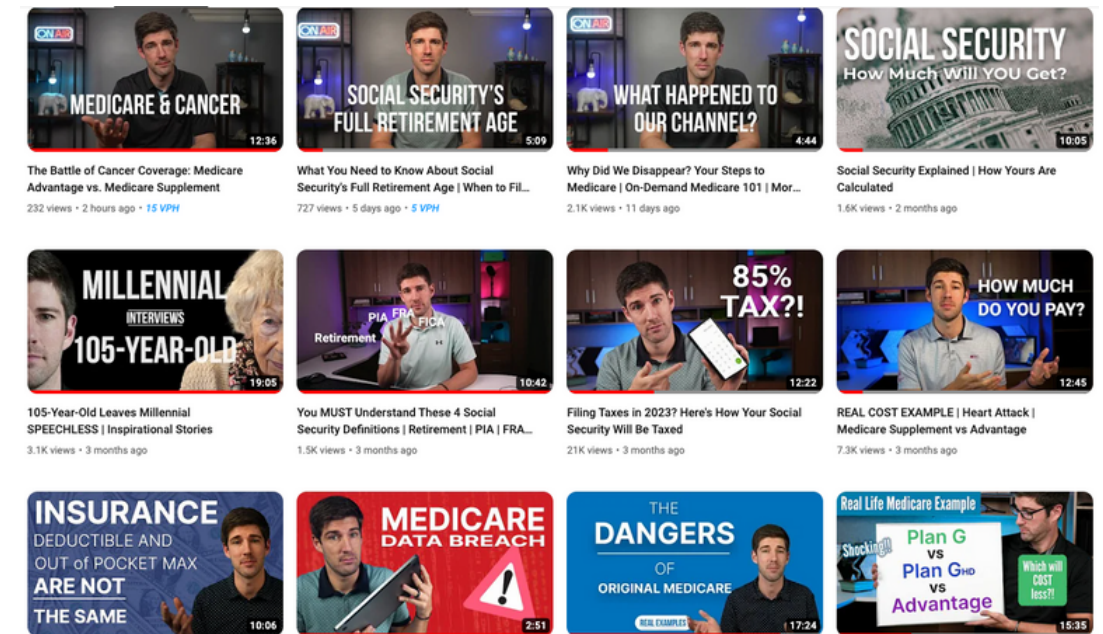 ON AIR
MEDICARE & CANCER
12:36
The Battle of Cancer Coverage: Medicare
Advantage vs. Medicare Supplement
232 views • 2 hours ago • 15 VPH
ON AIR
SOCIAL SECURITY'S
FULL RETIREMENT AGE
5:09
What You Need to Know About Social
Security's Full Retirement Age | When to Fil...
727 views • 5 days ago • 5 VPH
ON AIR
WHAT HAPPENED TO
OUR CHANNEL?
4:44
Why Did We Disappear? Your Steps to
Medicare | On-Demand Medicare 101 | Mor...
2.1K views • 11 days ago
SOCIAL SECURITY
How Much Will YOU Get?
10:05
Social Security Explained | How Yours Are
Calculated
1.6K views • 2 months ago
MILLENNIAL
INTERVIEWS
105-YEAR-OLD
19:05
105-Year-Old Leaves Millennial
SPEECHLESS | Inspirational Stories
3.1K views • 3 months ago
PIA FRA
FICA
Retirement
10:42
You MUST Understand These 4 Social
Security Definitions | Retirement | PIA | FRA...
1.5K views • 3 months ago
85%
TAX?!
12:22
Filing Taxes in 2023? Here's How Your Social
Security Will Be Taxed
21K views • 3 months ago
HOW MUCH
DO YOU PAY?
12:45
REAL COST EXAMPLE | Heart Attack |
Medicare Supplement vs Advantage
7.3K views • 3 months ago
INSURANCE
DEDUCTIBLE AND
OUT of POCKET MAX
ARE NOT
THE SAME
10:06
MEDICARE
DATA BREACH
!
2:51
THE
DANGERS
OF
ORIGINAL MEDICARE
REAL EXAMPLES
17:24
Real Life Medicare Example
Shocking!!
Plan G
vs
Plan GHD
vs
Advantage
Which will
COST
less?!
15:35